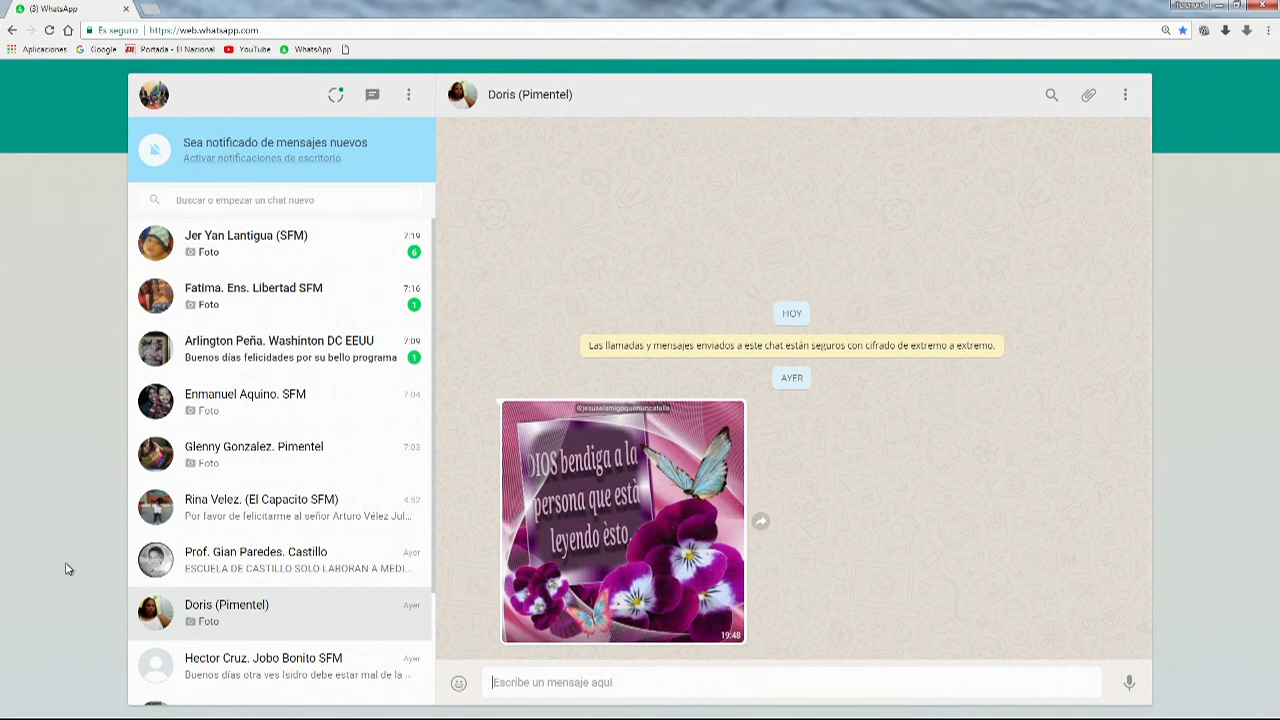 (3) WhatsApp
Telenord
Es seguro
https://web.whatsapp.com
Aplicaciones
Google
Portada - El Nacional
YouTube
WhatsApp
Doris (Pimentel)
Sea notificado de mensajes nuevos
Activar notificaciones de escritorio
Buscar o empezar un chat nuevo
Jer Yan Lantigua (SFM)
7:19
Foto
6
Fatima. Ens. Libertad SFM
7:16
Foto
1
Arlington Peña. Washinton DC EEUU
7:09
Buenos días felicidades por su bello programa
1
Enmanuel Aquino. SFM
7:04
Foto
Glenny Gonzalez. Pimentel
7:03
Foto
Rina Velez. (El Capacito SFM)
4:52
Por favor de felicitarme al señor Arturo Vélez Jul...
Prof. Gian Paredes. Castillo
Ayer
ESCUELA DE CASTILLO SOLO LABORAN A MEDI...
Doris (Pimentel)
Ayer
Foto
Hector Cruz. Jobo Bonito SFM
Ayer
Buenos días otra ves Isidro debe estar mal de la ...
HOY
Las llamadas y mensajes enviados a este chat están seguros con cifrado de extremo a extremo.
AYER
@jesuselamigoquenuncafalla
DIOS bendiga a la
persona que està
leyendo èsto.
19:48
Escribe un mensaje aquí